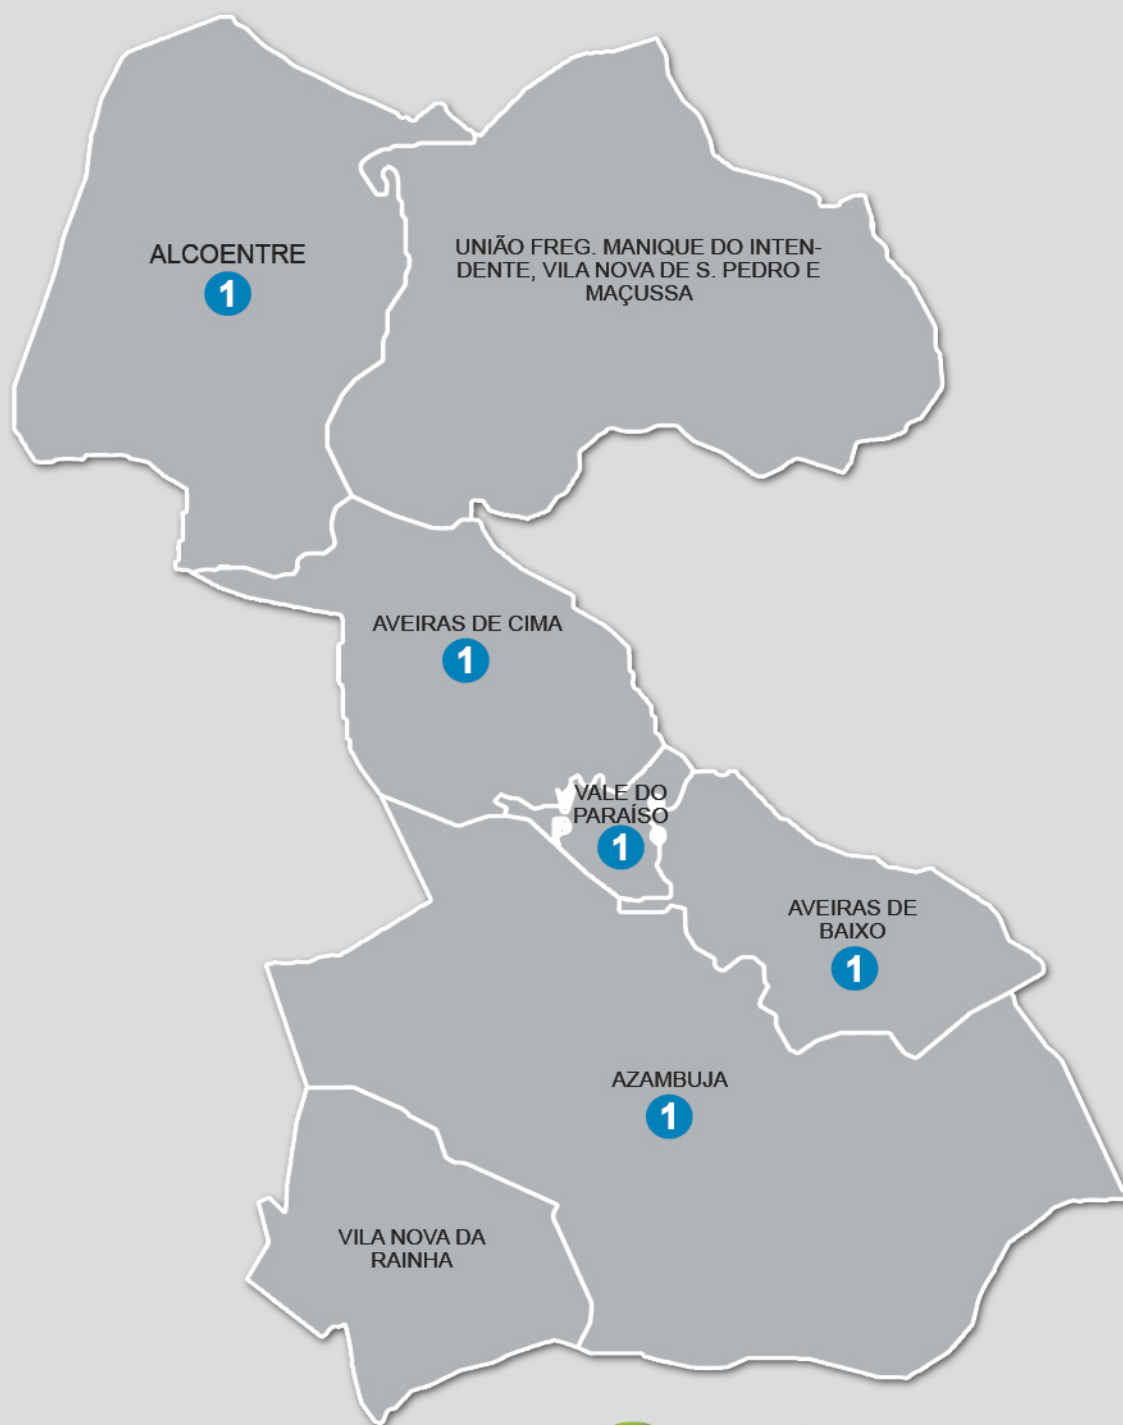 ALCOENTRE
1
UNIÃO FREG. MANIQUE DO INTEN-
DENTE, VILA NOVA DE S. PEDRO E
MAÇUSSA
AVEIRAS DE CIMA
1
VALE DO
PARAÍSO
1
AVEIRAS DE
BAIXO
1
AZAMBUJA
1
VILA NOVA DA
RAINHA